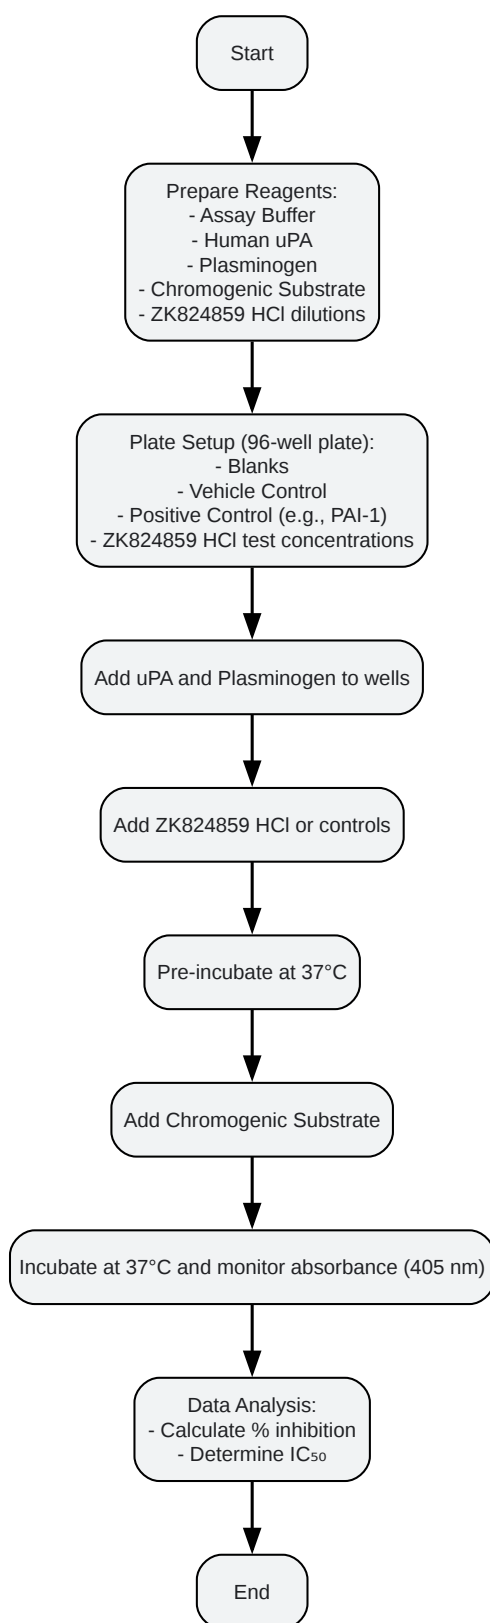 Start
Prepare Reagents:
- Assay Buffer
- Human uPA
- Plasminogen
- Chromogenic Substrate
- ZK824859 HCl dilutions
Plate Setup (96-well plate):
- Blanks
- Vehicle Control
- Positive Control (e.g., PAI-1)
- ZK824859 HCl test concentrations
Add uPA and Plasminogen to wells
Add ZK824859 HCl or controls
Pre-incubate at 37°C
Add Chromogenic Substrate
Incubate at 37°C and monitor absorbance (405 nm)
Data Analysis:
- Calculate % inhibition
- Determine IC₅₀
End